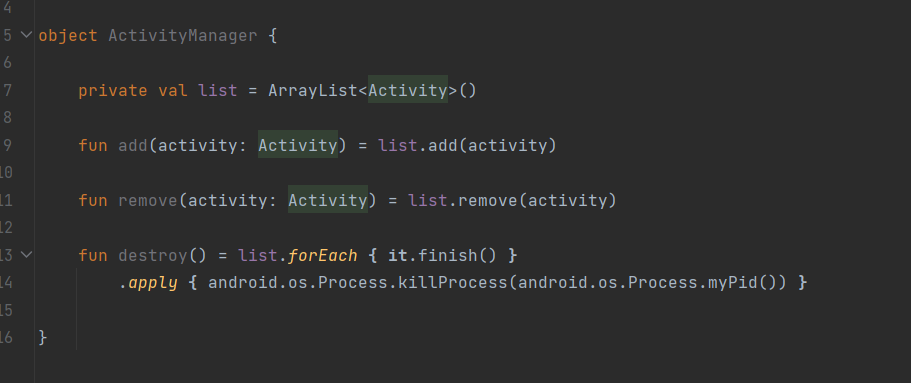 4
5 object ActivityManager {
6
7 private val list = ArrayList<Activity>()
8
9 fun add(activity: Activity) = list.add(activity)
10
11 fun remove(activity: Activity) = list.remove(activity)
12
13 fun destroy() = list.forEach { it.finish() }
14 .apply { android.os.Process.killProcess(android.os.Process.myPid()) }
15
16 }